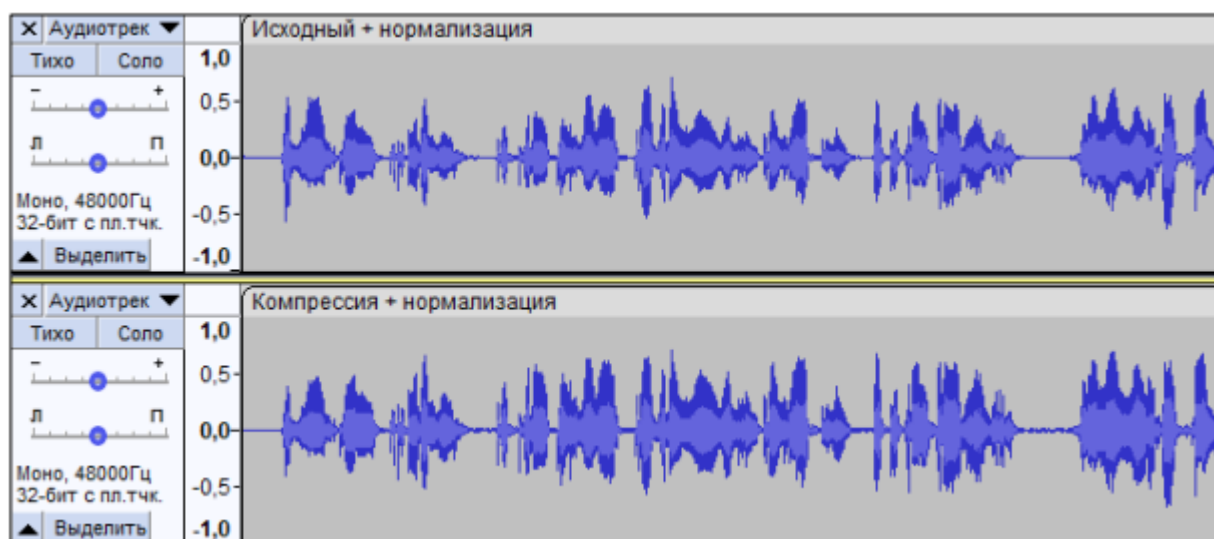 × Аудиотрек ▼ Исходный + нормализация
Тихо Соло 1,0
- + 0,5-
Л П 0,0-
Моно, 48000Гц
32-бит с пл.тчк. -0,5-
▲ Выделить -1,0
× Аудиотрек ▼ Компрессия + нормализация
Тихо Соло 1,0
- + 0,5-
Л П 0,0-
Моно, 48000Гц
32-бит с пл.тчк. -0,5-
▲ Выделить -1,0